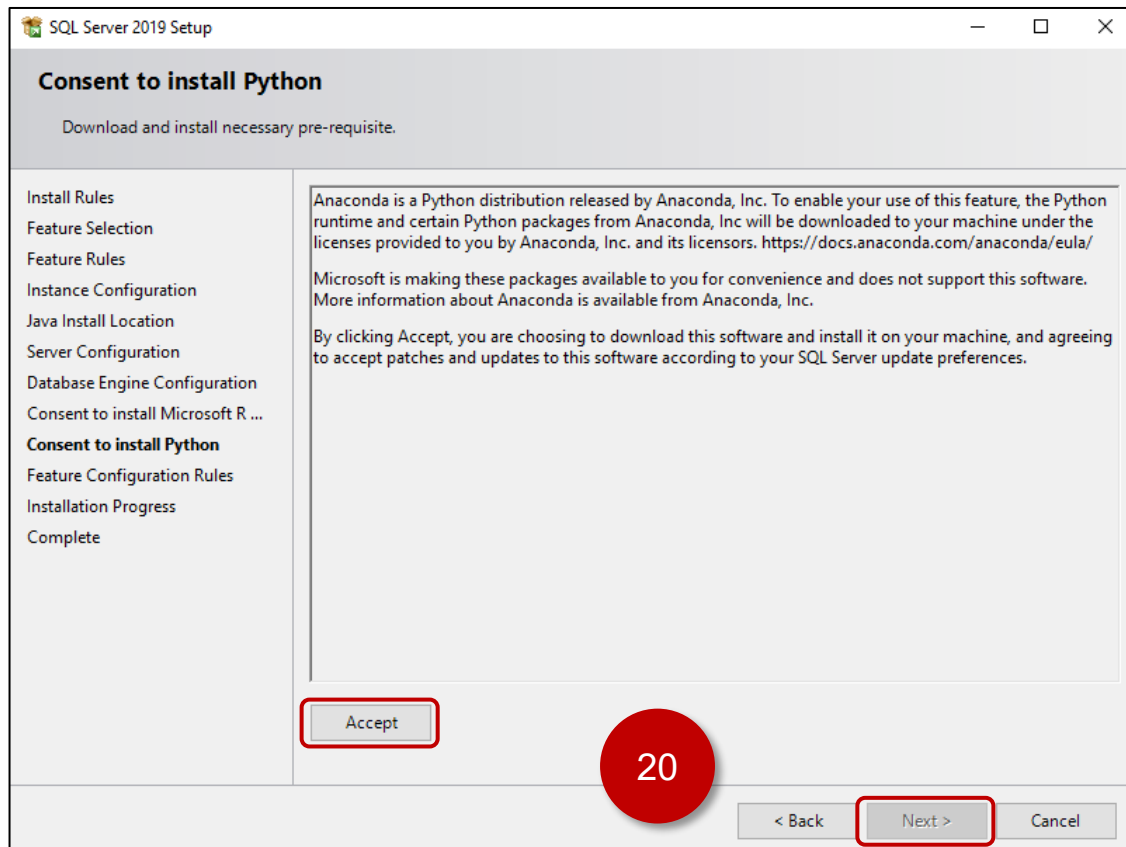 SQL Server 2019 Setup
Consent to install Python
Download and install necessary pre-requisite.
Install Rules
Feature Selection
Feature Rules
Instance Configuration
Java Install Location
Server Configuration
Database Engine Configuration
Consent to install Microsoft R ...
Consent to install Python
Feature Configuration Rules
Installation Progress
Complete
Anaconda is a Python distribution released by Anaconda, Inc. To enable your use of this feature, the Python
runtime and certain Python packages from Anaconda, Inc will be downloaded to your machine under the
licenses provided to you by Anaconda, Inc. and its licensors. https://docs.anaconda.com/anaconda/eula/
Microsoft is making these packages available to you for convenience and does not support this software.
More information about Anaconda is available from Anaconda, Inc.
By clicking Accept, you are choosing to download this software and install it on your machine, and agreeing
to accept patches and updates to this software according to your SQL Server update preferences.
Accept
20
< Back
Next >
Cancel